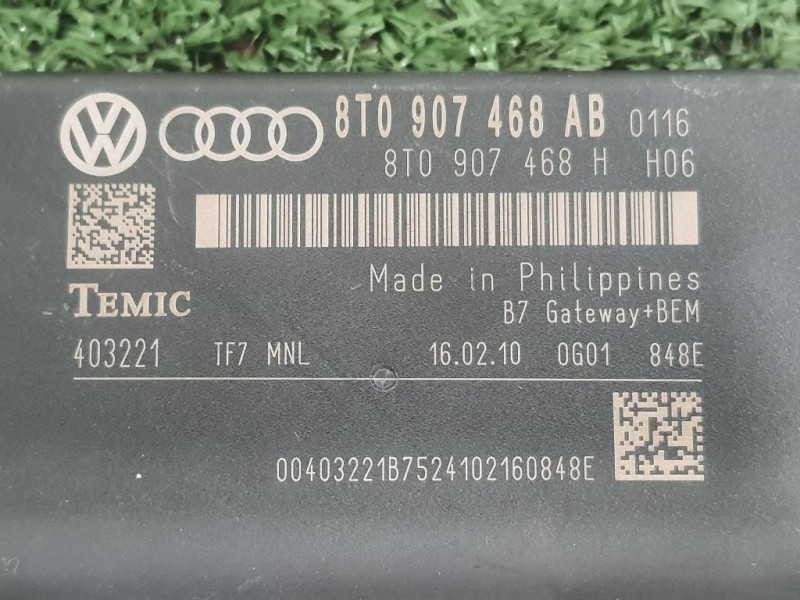 8T0 907 468 AB 0116
8T0 907 468 H H06
TEMIC
Made in Philippines
B7 Gateway+BEM
403221 TF7 MNL 16.02.10 0G01 848E
00403221B7524102160848E